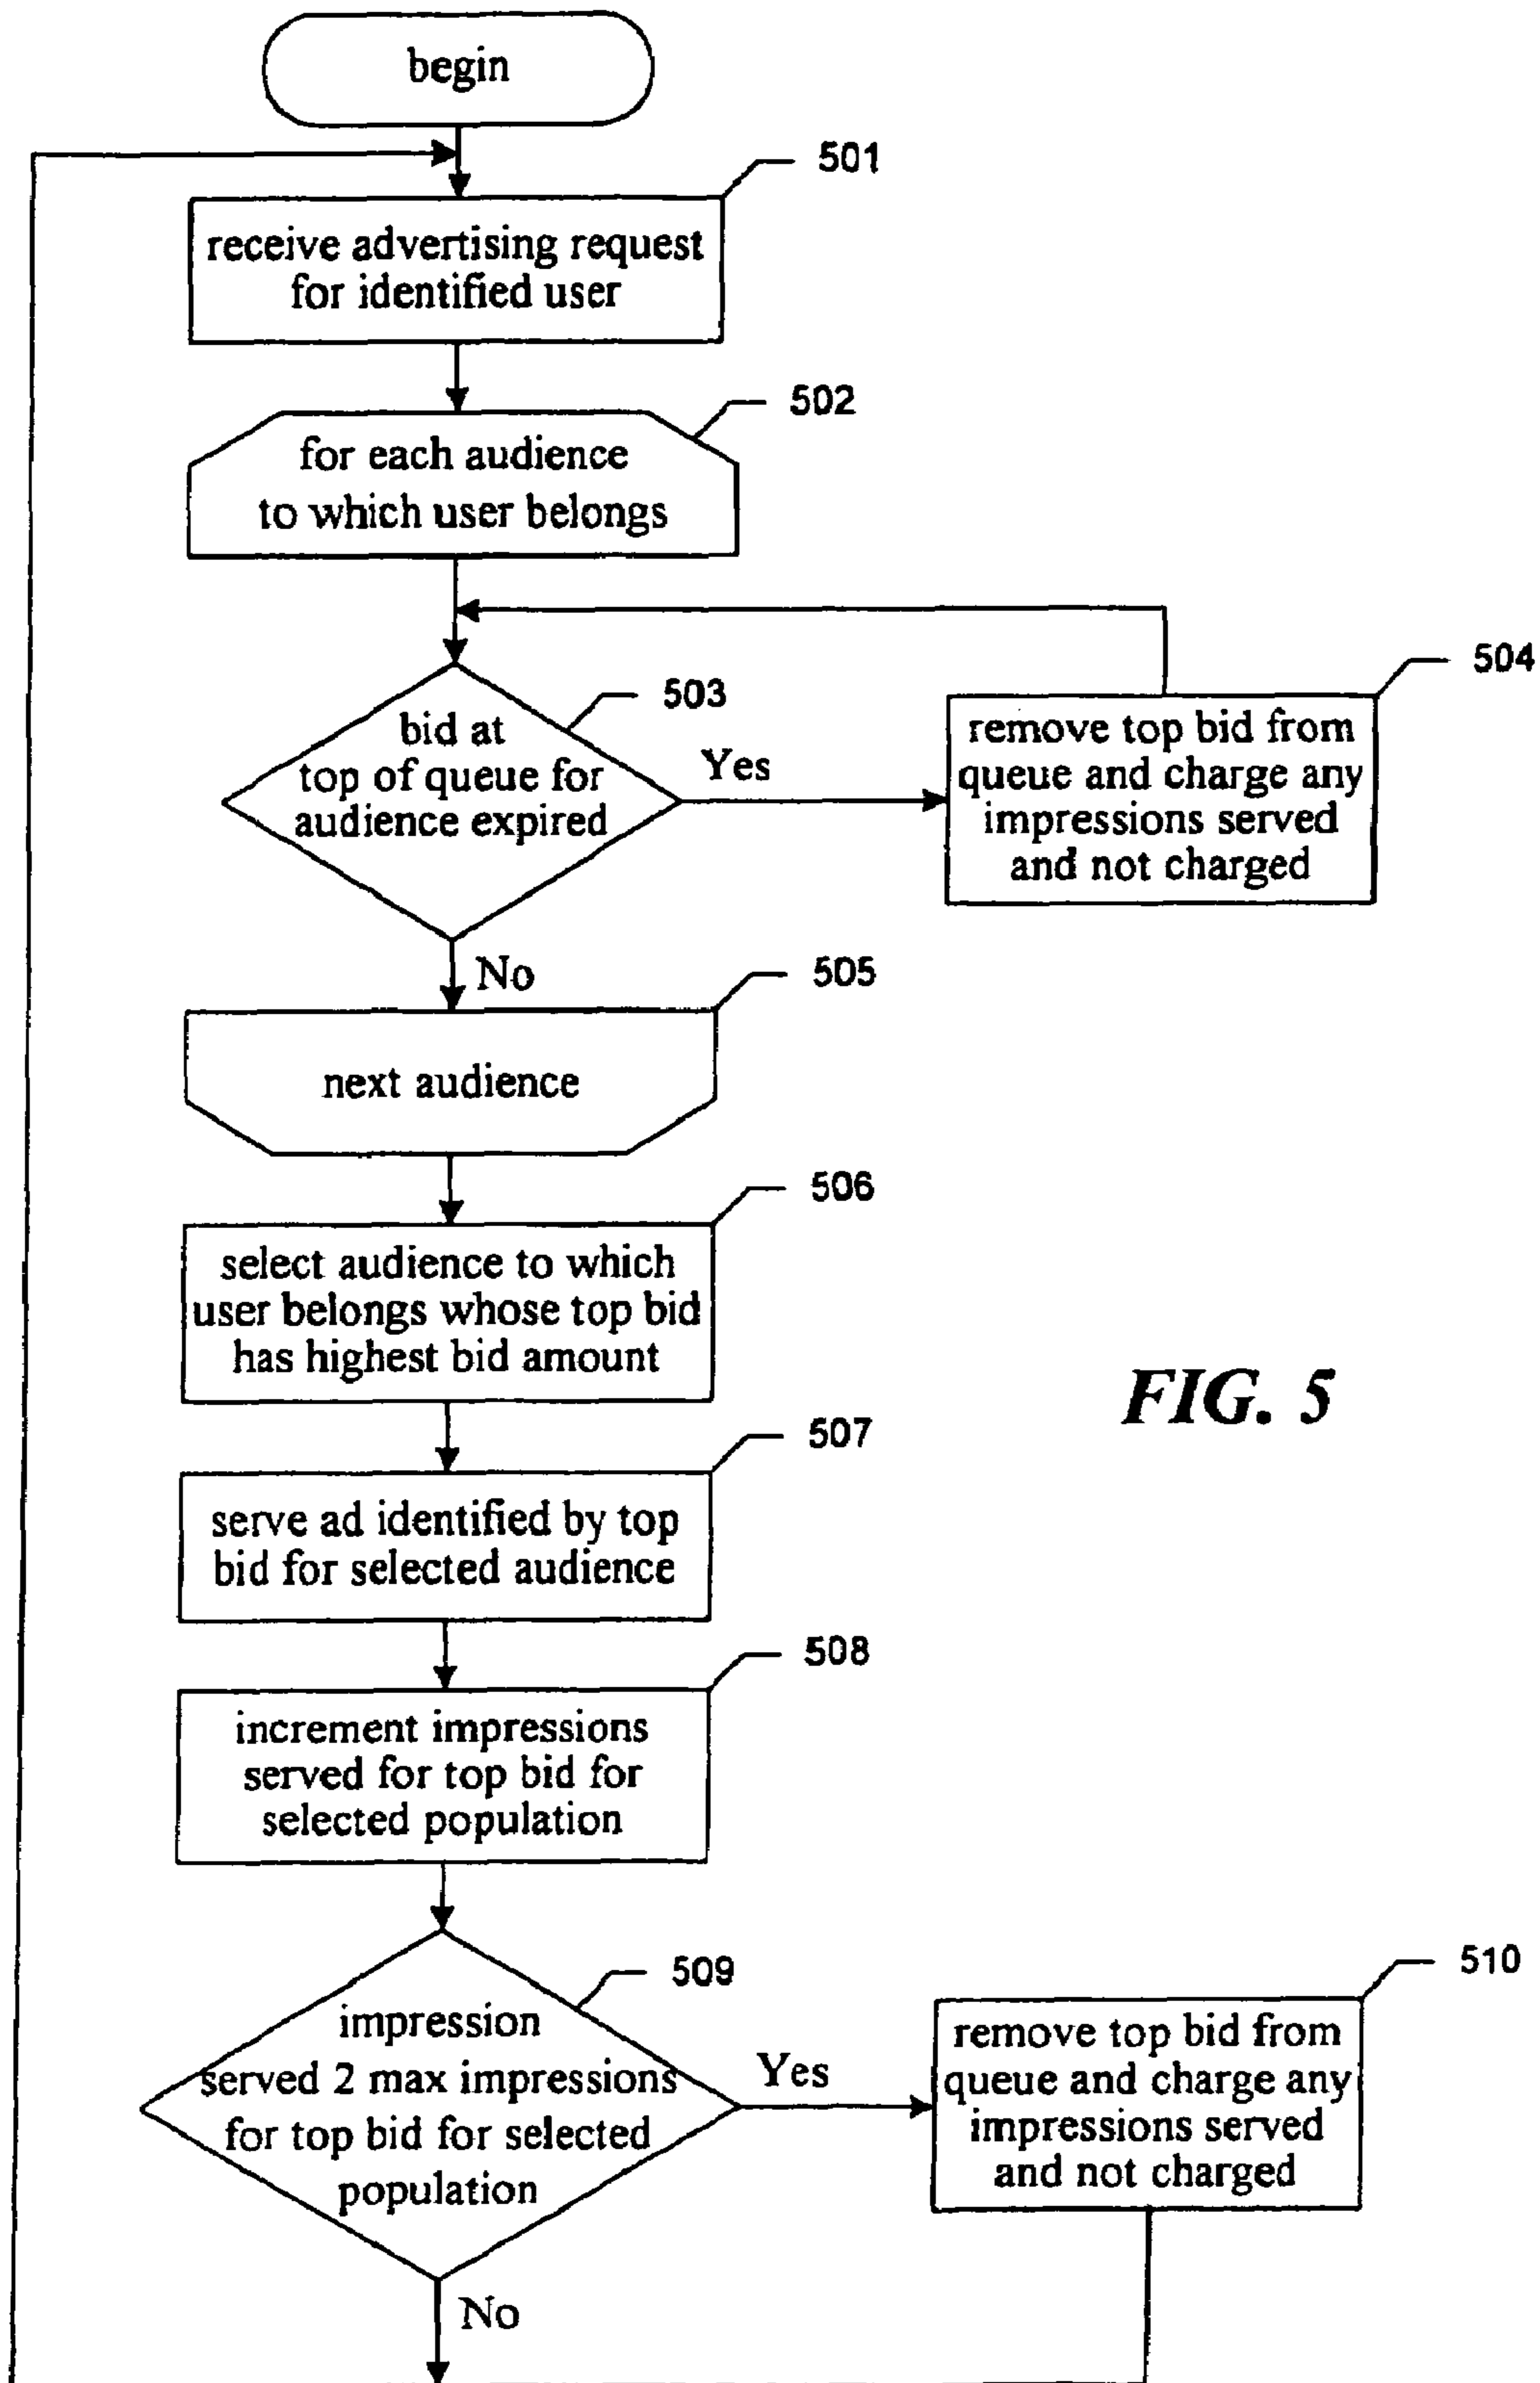 begin
501
receive advertising request
for identified user
502
for each audience
to which user belongs
503
bid at
top of queue for
audience expired
Yes
504
remove top bid from
queue and charge any
impressions served
and not charged
No
505
next audience
506
select audience to which
user belongs whose top bid
has highest bid amount
507
serve ad identified by top
bid for selected audience
FIG. 5
508
increment impressions
served for top bid for
selected population
509
impression
served 2 max impressions
for top bid for selected
population
Yes
510
remove top bid from
queue and charge any
impressions served
and not charged
No